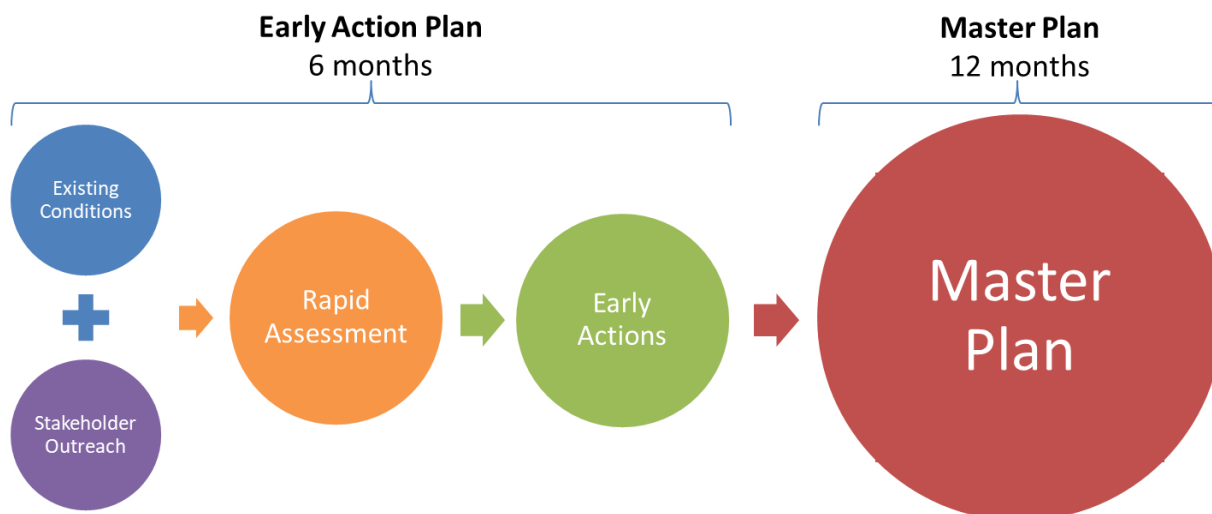 Early Action Plan
6 months
Master Plan
12 months
Existing
Conditions
Stakeholder
Outreach
Rapid
Assessment
Early
Actions
Master
Plan